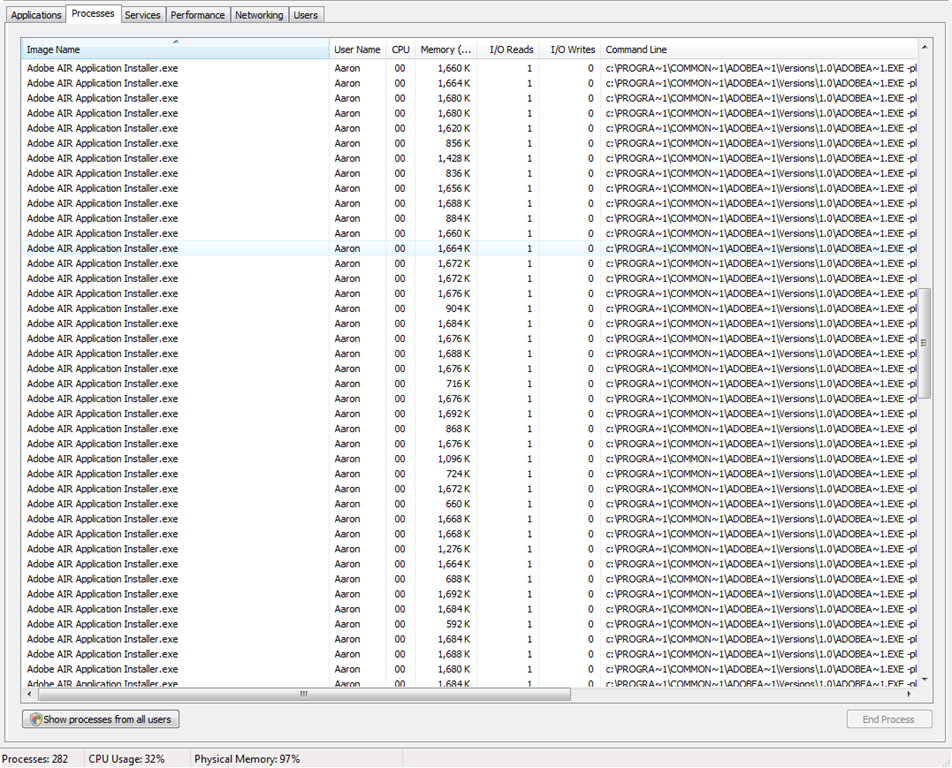 Applications Processes Services Performance Networking Users
Image Name User Name CPU Memory (... I/O Reads I/O Writes Command Line
Adobe AIR Application Installer.exe Aaron 00 1,660 K 1 0 c:\PROGRA~1\COMMON~1\ADOBEA~1\Versions\1.0\ADOBEA~1.EXE -pl
Adobe AIR Application Installer.exe Aaron 00 1,664 K 1 0 c:\PROGRA~1\COMMON~1\ADOBEA~1\Versions\1.0\ADOBEA~1.EXE -pl
Adobe AIR Application Installer.exe Aaron 00 1,680 K 1 0 c:\PROGRA~1\COMMON~1\ADOBEA~1\Versions\1.0\ADOBEA~1.EXE -pl
Adobe AIR Application Installer.exe Aaron 00 1,680 K 1 0 c:\PROGRA~1\COMMON~1\ADOBEA~1\Versions\1.0\ADOBEA~1.EXE -pl
Adobe AIR Application Installer.exe Aaron 00 1,620 K 1 0 c:\PROGRA~1\COMMON~1\ADOBEA~1\Versions\1.0\ADOBEA~1.EXE -pl
Adobe AIR Application Installer.exe Aaron 00 856 K 1 0 c:\PROGRA~1\COMMON~1\ADOBEA~1\Versions\1.0\ADOBEA~1.EXE -pl
Adobe AIR Application Installer.exe Aaron 00 1,428 K 1 0 c:\PROGRA~1\COMMON~1\ADOBEA~1\Versions\1.0\ADOBEA~1.EXE -pl
Adobe AIR Application Installer.exe Aaron 00 836 K 1 0 c:\PROGRA~1\COMMON~1\ADOBEA~1\Versions\1.0\ADOBEA~1.EXE -pl
Adobe AIR Application Installer.exe Aaron 00 1,656 K 1 0 c:\PROGRA~1\COMMON~1\ADOBEA~1\Versions\1.0\ADOBEA~1.EXE -pl
Adobe AIR Application Installer.exe Aaron 00 1,688 K 1 0 c:\PROGRA~1\COMMON~1\ADOBEA~1\Versions\1.0\ADOBEA~1.EXE -pl
Adobe AIR Application Installer.exe Aaron 00 884 K 1 0 c:\PROGRA~1\COMMON~1\ADOBEA~1\Versions\1.0\ADOBEA~1.EXE -pl
Adobe AIR Application Installer.exe Aaron 00 1,660 K 1 0 c:\PROGRA~1\COMMON~1\ADOBEA~1\Versions\1.0\ADOBEA~1.EXE -pl
Adobe AIR Application Installer.exe Aaron 00 1,664 K 1 0 c:\PROGRA~1\COMMON~1\ADOBEA~1\Versions\1.0\ADOBEA~1.EXE -pl
Adobe AIR Application Installer.exe Aaron 00 1,672 K 1 0 c:\PROGRA~1\COMMON~1\ADOBEA~1\Versions\1.0\ADOBEA~1.EXE -pl
Adobe AIR Application Installer.exe Aaron 00 1,672 K 1 0 c:\PROGRA~1\COMMON~1\ADOBEA~1\Versions\1.0\ADOBEA~1.EXE -pl
Adobe AIR Application Installer.exe Aaron 00 1,676 K 1 0 c:\PROGRA~1\COMMON~1\ADOBEA~1\Versions\1.0\ADOBEA~1.EXE -pl
Adobe AIR Application Installer.exe Aaron 00 904 K 1 0 c:\PROGRA~1\COMMON~1\ADOBEA~1\Versions\1.0\ADOBEA~1.EXE -pl
Adobe AIR Application Installer.exe Aaron 00 1,684 K 1 0 c:\PROGRA~1\COMMON~1\ADOBEA~1\Versions\1.0\ADOBEA~1.EXE -pl
Adobe AIR Application Installer.exe Aaron 00 1,676 K 1 0 c:\PROGRA~1\COMMON~1\ADOBEA~1\Versions\1.0\ADOBEA~1.EXE -pl
Adobe AIR Application Installer.exe Aaron 00 1,688 K 1 0 c:\PROGRA~1\COMMON~1\ADOBEA~1\Versions\1.0\ADOBEA~1.EXE -pl
Adobe AIR Application Installer.exe Aaron 00 1,676 K 1 0 c:\PROGRA~1\COMMON~1\ADOBEA~1\Versions\1.0\ADOBEA~1.EXE -pl
Adobe AIR Application Installer.exe Aaron 00 716 K 1 0 c:\PROGRA~1\COMMON~1\ADOBEA~1\Versions\1.0\ADOBEA~1.EXE -pl
Adobe AIR Application Installer.exe Aaron 00 1,676 K 1 0 c:\PROGRA~1\COMMON~1\ADOBEA~1\Versions\1.0\ADOBEA~1.EXE -pl
Adobe AIR Application Installer.exe Aaron 00 1,692 K 1 0 c:\PROGRA~1\COMMON~1\ADOBEA~1\Versions\1.0\ADOBEA~1.EXE -pl
Adobe AIR Application Installer.exe Aaron 00 868 K 1 0 c:\PROGRA~1\COMMON~1\ADOBEA~1\Versions\1.0\ADOBEA~1.EXE -pl
Adobe AIR Application Installer.exe Aaron 00 1,676 K 1 0 c:\PROGRA~1\COMMON~1\ADOBEA~1\Versions\1.0\ADOBEA~1.EXE -pl
Adobe AIR Application Installer.exe Aaron 00 1,096 K 1 0 c:\PROGRA~1\COMMON~1\ADOBEA~1\Versions\1.0\ADOBEA~1.EXE -pl
Adobe AIR Application Installer.exe Aaron 00 724 K 1 0 c:\PROGRA~1\COMMON~1\ADOBEA~1\Versions\1.0\ADOBEA~1.EXE -pl
Adobe AIR Application Installer.exe Aaron 00 1,672 K 1 0 c:\PROGRA~1\COMMON~1\ADOBEA~1\Versions\1.0\ADOBEA~1.EXE -pl
Adobe AIR Application Installer.exe Aaron 00 660 K 1 0 c:\PROGRA~1\COMMON~1\ADOBEA~1\Versions\1.0\ADOBEA~1.EXE -pl
Adobe AIR Application Installer.exe Aaron 00 1,668 K 1 0 c:\PROGRA~1\COMMON~1\ADOBEA~1\Versions\1.0\ADOBEA~1.EXE -pl
Adobe AIR Application Installer.exe Aaron 00 1,668 K 1 0 c:\PROGRA~1\COMMON~1\ADOBEA~1\Versions\1.0\ADOBEA~1.EXE -pl
Adobe AIR Application Installer.exe Aaron 00 1,276 K 1 0 c:\PROGRA~1\COMMON~1\ADOBEA~1\Versions\1.0\ADOBEA~1.EXE -pl
Adobe AIR Application Installer.exe Aaron 00 1,664 K 1 0 c:\PROGRA~1\COMMON~1\ADOBEA~1\Versions\1.0\ADOBEA~1.EXE -pl
Adobe AIR Application Installer.exe Aaron 00 688 K 1 0 c:\PROGRA~1\COMMON~1\ADOBEA~1\Versions\1.0\ADOBEA~1.EXE -pl
Adobe AIR Application Installer.exe Aaron 00 1,692 K 1 0 c:\PROGRA~1\COMMON~1\ADOBEA~1\Versions\1.0\ADOBEA~1.EXE -pl
Adobe AIR Application Installer.exe Aaron 00 1,684 K 1 0 c:\PROGRA~1\COMMON~1\ADOBEA~1\Versions\1.0\ADOBEA~1.EXE -pl
Adobe AIR Application Installer.exe Aaron 00 592 K 1 0 c:\PROGRA~1\COMMON~1\ADOBEA~1\Versions\1.0\ADOBEA~1.EXE -pl
Adobe AIR Application Installer.exe Aaron 00 1,684 K 1 0 c:\PROGRA~1\COMMON~1\ADOBEA~1\Versions\1.0\ADOBEA~1.EXE -pl
Adobe AIR Application Installer.exe Aaron 00 1,688 K 1 0 c:\PROGRA~1\COMMON~1\ADOBEA~1\Versions\1.0\ADOBEA~1.EXE -pl
Adobe AIR Application Installer.exe Aaron 00 1,680 K 1 0 c:\PROGRA~1\COMMON~1\ADOBEA~1\Versions\1.0\ADOBEA~1.EXE -pl
Adobe AIR Application Installer.exe Aaron 00 1,684 K 1 0 c:\PROGRA~1\COMMON~1\ADOBEA~1\Versions\1.0\ADOBEA~1.EXE -pl
Show processes from all users End Process
Processes: 282 CPU Usage: 32% Physical Memory: 97%